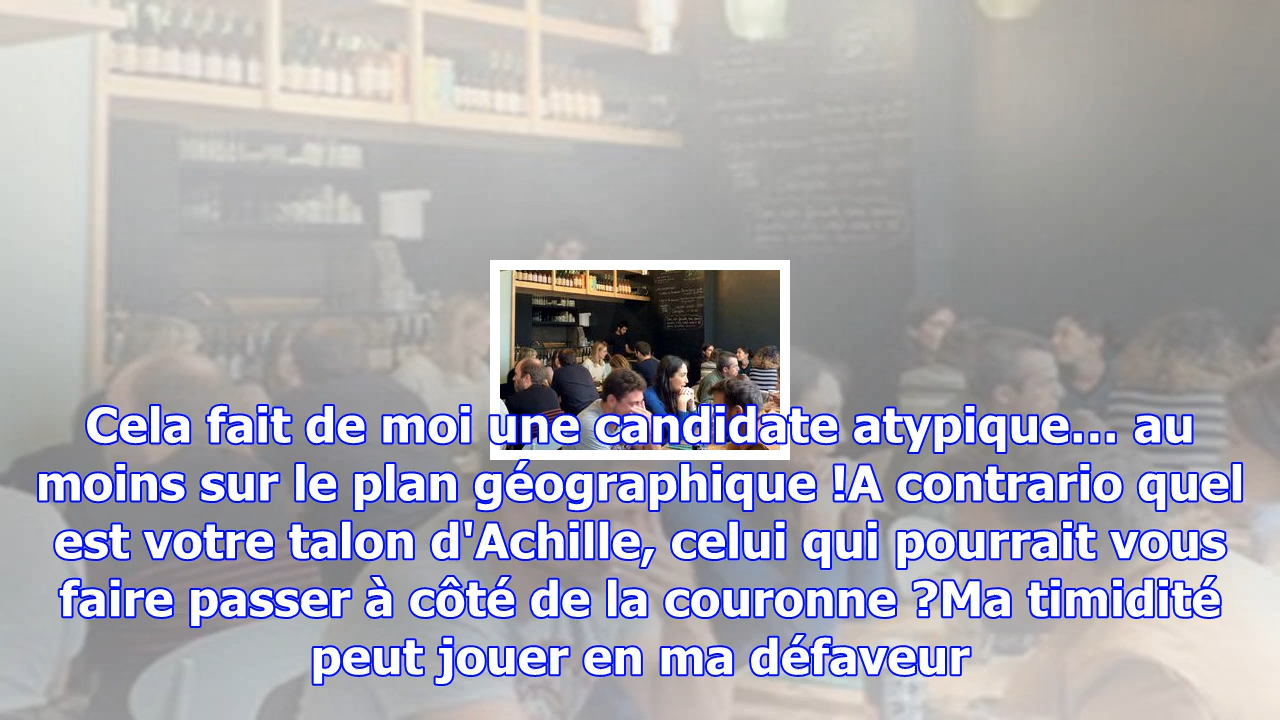 Cela fait de moi une candidate atypique... au
moins sur le plan géographique !A contrario quel
est votre talon d'Achille, celui qui pourrait vous
faire passer à côté de la couronne ?Ma timidité
peut jouer en ma défaveur